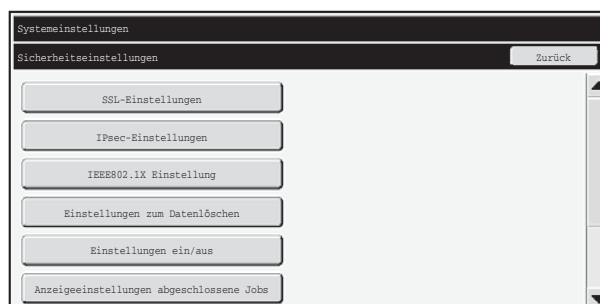 Systemeinstellungen
Sicherheitseinstellungen
Zurück
SSL-Einstellungen
IPsec-Einstellungen
IEEE802.1X Einstellung
Einstellungen zum Datenlöschen
Einstellungen ein/aus
Anzeigeeinstellungen abgeschlossene Jobs